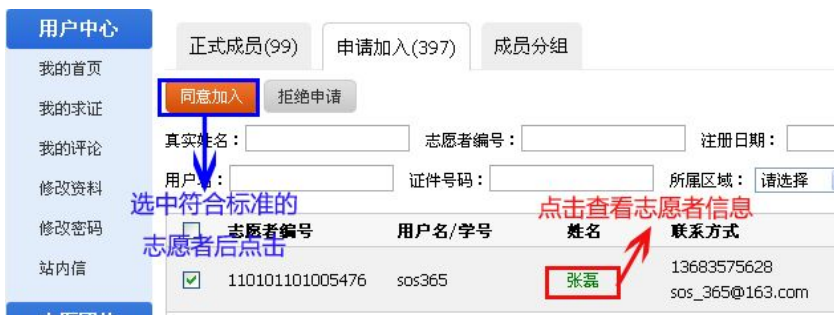 用户中心
我的首页
我的求证
我的评论
修改资料
修改密码
站内信
正式成员(99) 申请加入(397) 成员分组
同意加入 拒绝申请
真实姓名： 志愿者编号： 注册日期：
用户名： 证件号码： 所属区域： 请选择
选中符合标准的
志愿者后点击
点击查看志愿者信息
志愿者编号 用户名/学号 姓名 联系方式
110101101005476 sos365 张磊 13683575628
sos_365@163.com